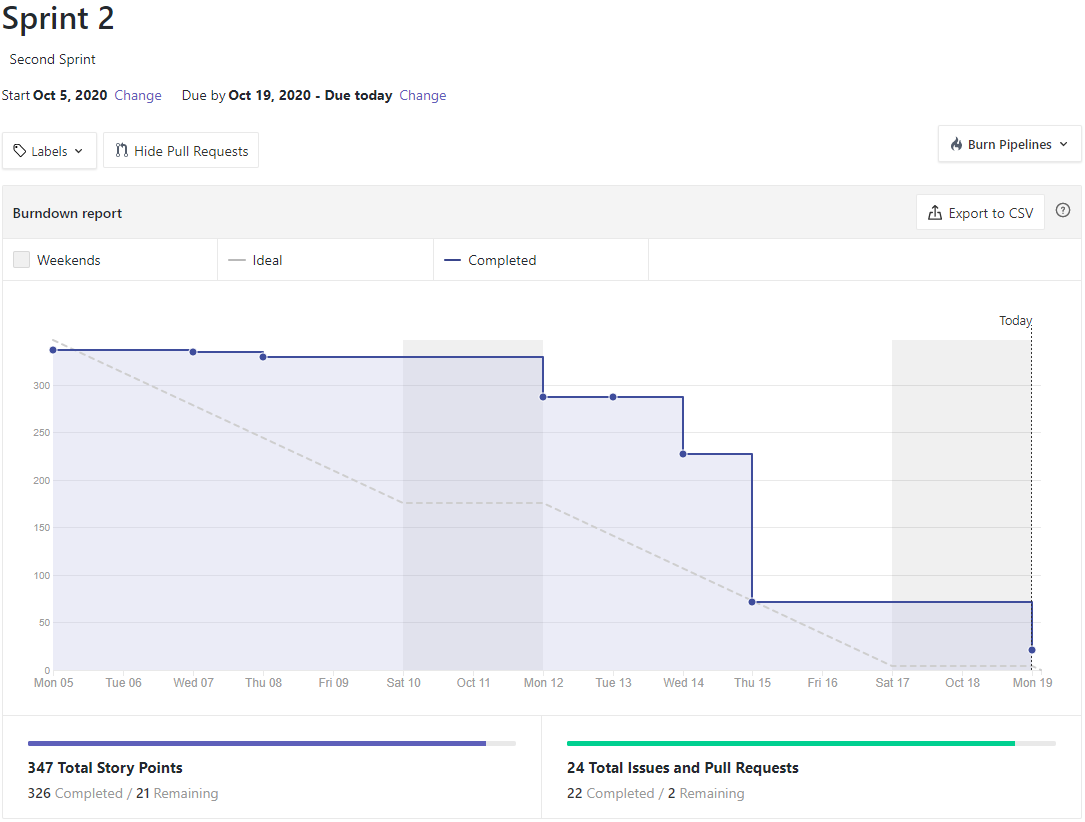 Sprint 2
Second Sprint
Start Oct 5, 2020 Change Due by Oct 19, 2020 - Due today Change
Labels Hide Pull Requests Burn Pipelines
Burndown report Export to CSV ?
Weekends Ideal Completed
Today
300
250
200
150
100
50
0
Mon 05 Tue 06 Wed 07 Thu 08 Fri 09 Sat 10 Oct 11 Mon 12 Tue 13 Wed 14 Thu 15 Fri 16 Sat 17 Oct 18 Mon 19
347 Total Story Points 24 Total Issues and Pull Requests
326 Completed / 21 Remaining 22 Completed / 2 Remaining